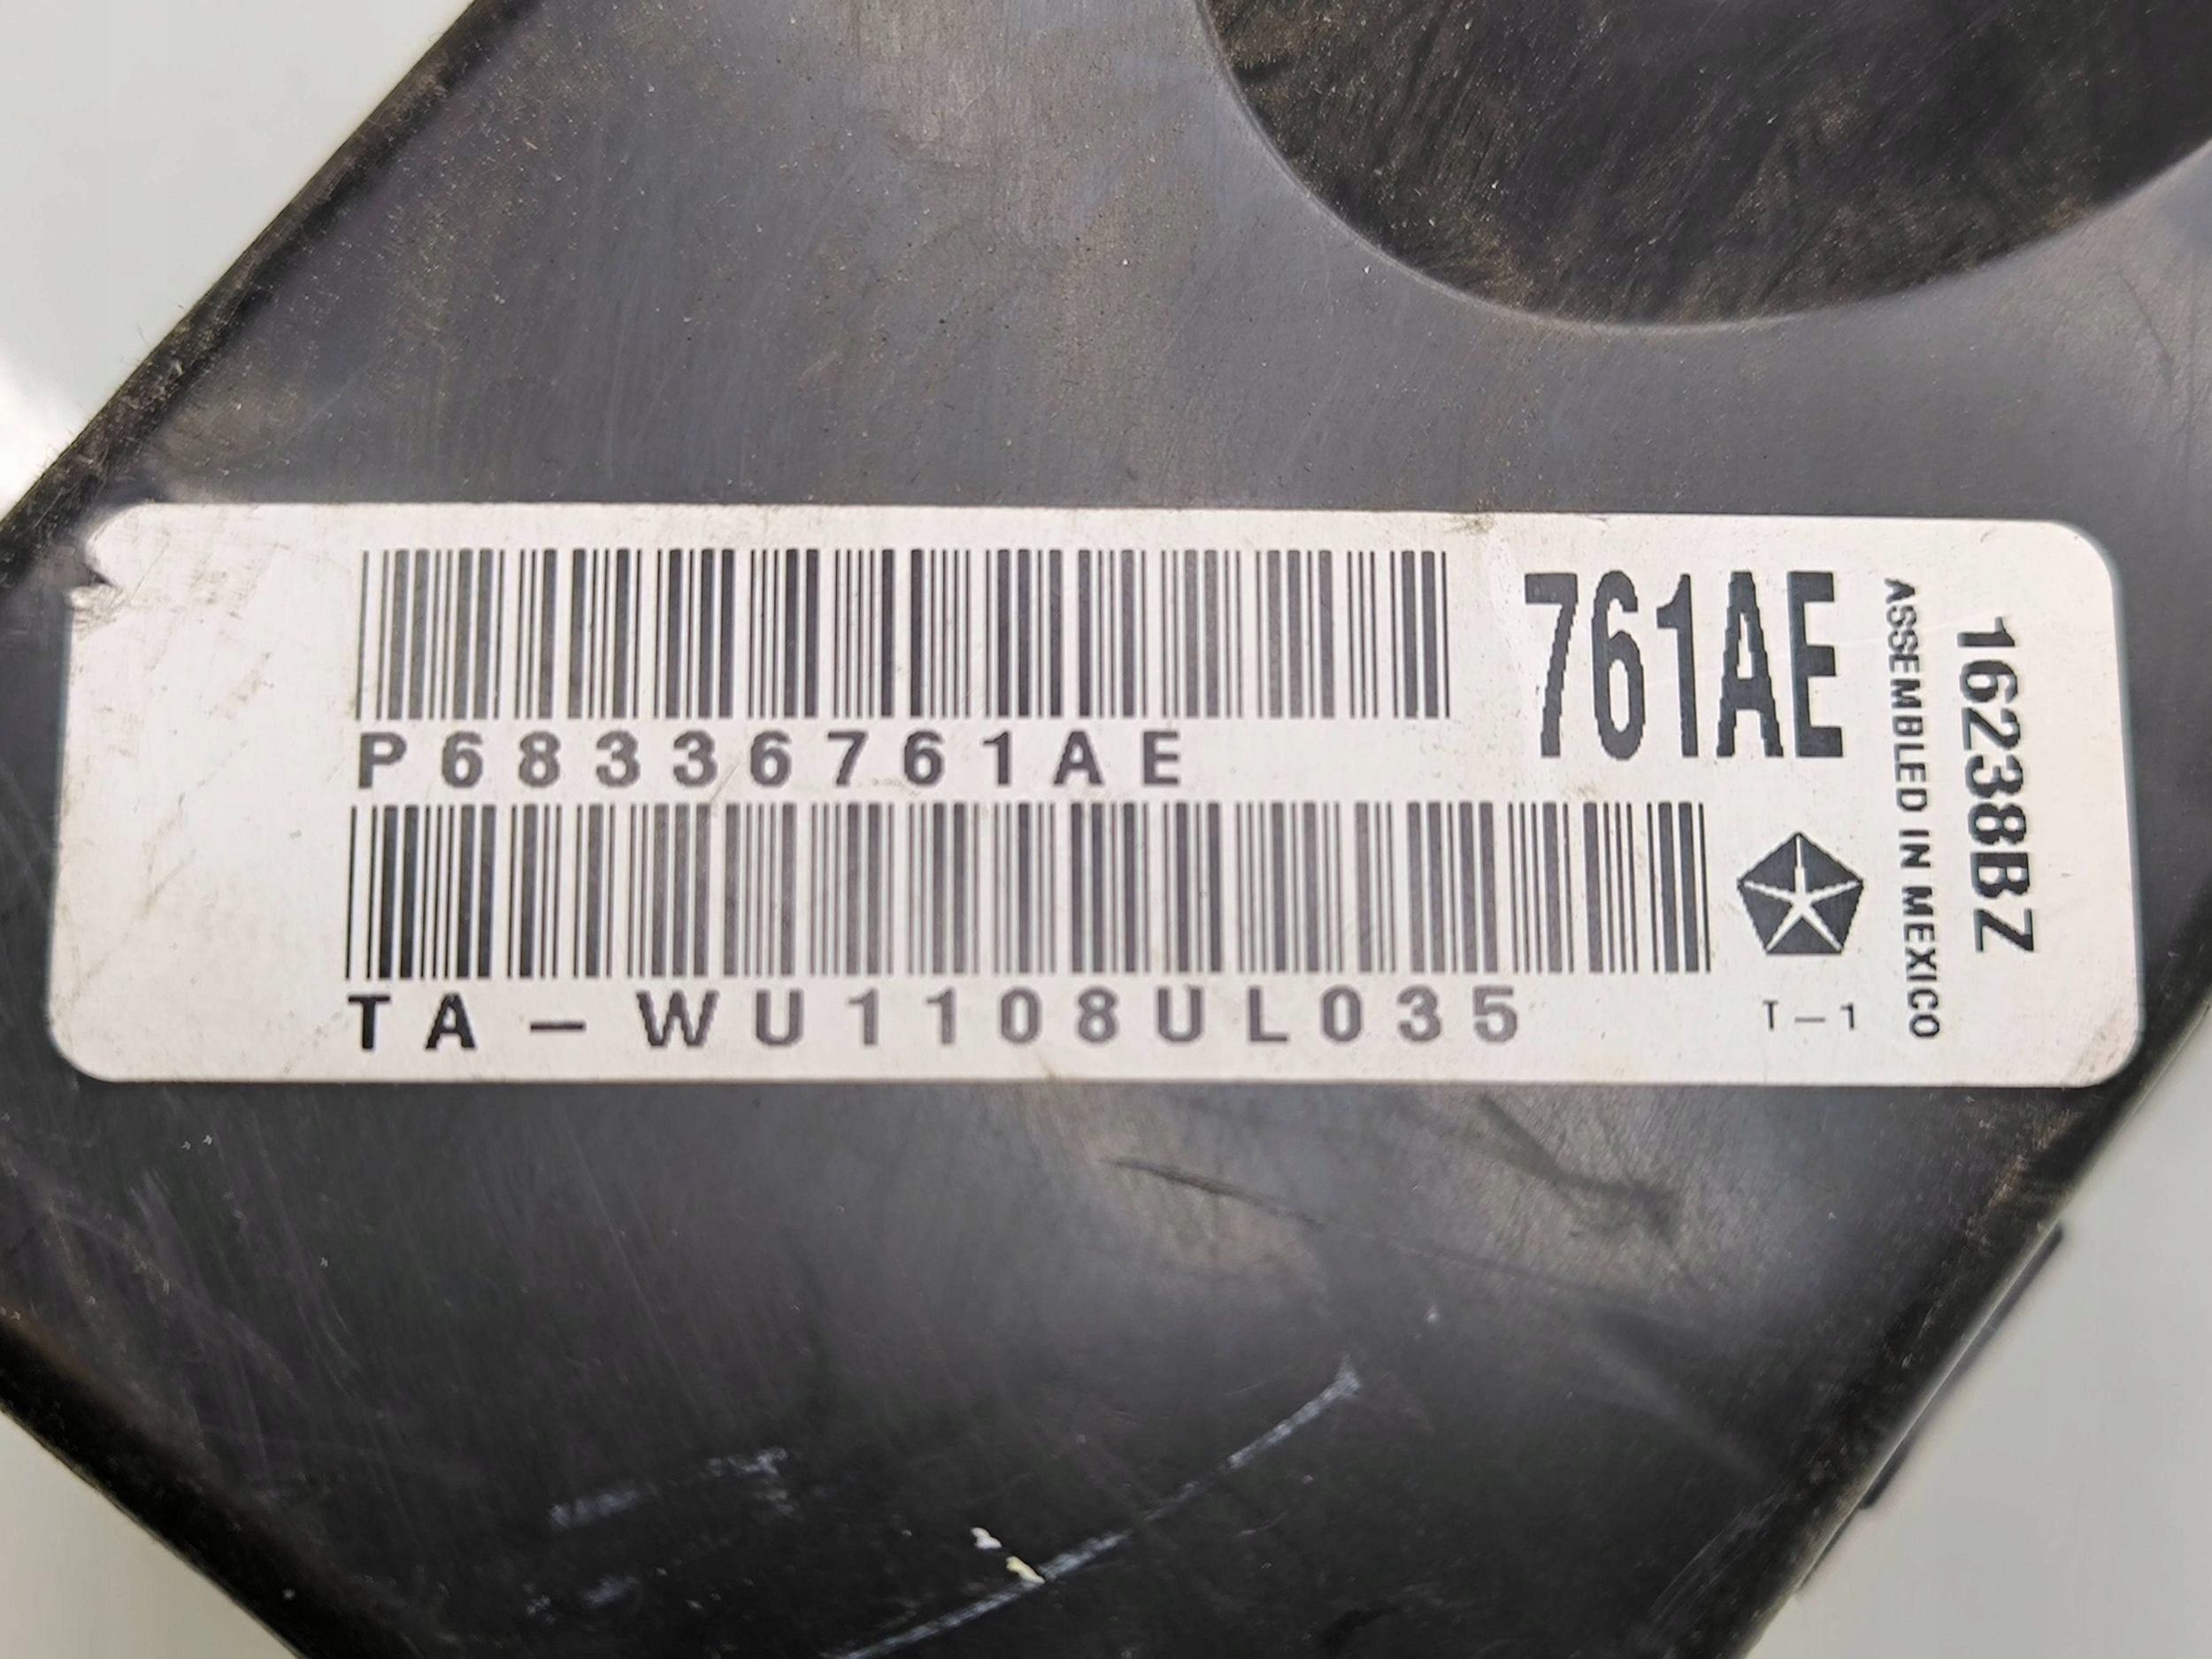 P68336761AE
761AE
TA-WU1108UL035
T-1
ASSEMBLED IN MEXICO
16238BZ